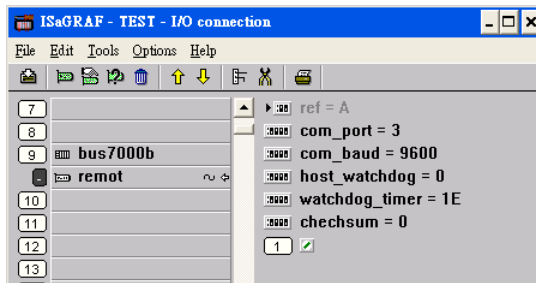 ISaGRAF - TEST - I/O connection
File Edit Tools Options Help
7
8
9 bus7000b
remot
10
11
12
13
ref = A
com_port = 3
com_baud = 9600
host_watchdog = 0
watchdog_timer = 1E
chechsum = 0
1